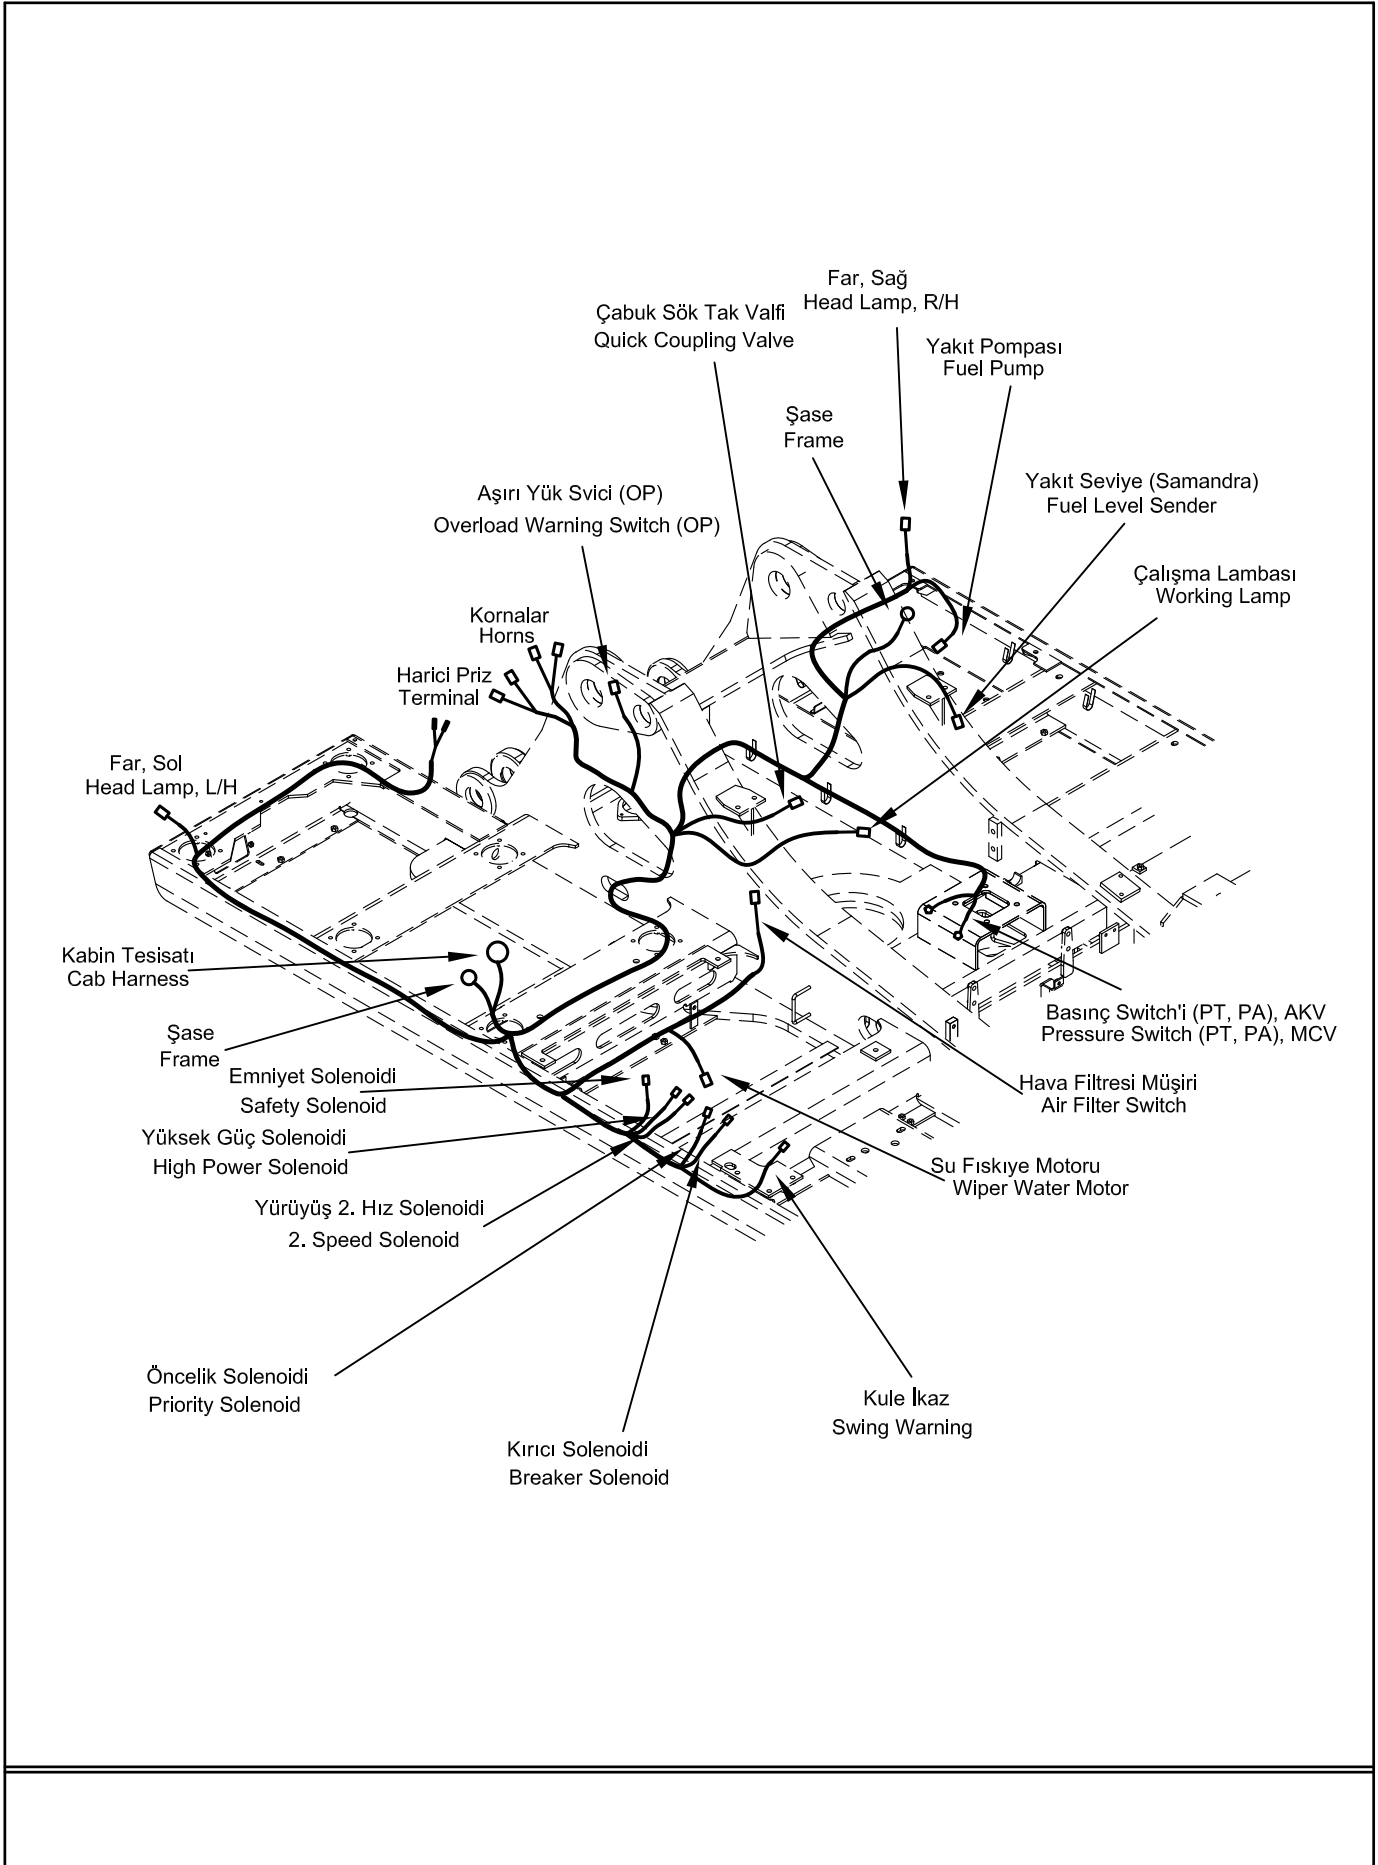 Far, Sağ
Head Lamp, R/H
Çabuk Sök Tak Valfi
Quick Coupling Valve
Yakıt Pompası
Fuel Pump
Şase
Frame
Yakıt Seviye (Samandra)
Fuel Level Sender
Aşırı Yük Svici (OP)
Overload Warning Switch (OP)
Çalışma Lambası
Working Lamp
Kornalar
Horns
Harici Priz
Terminal
Far, Sol
Head Lamp, L/H
Kabin Tesisatı
Cab Harness
Şase
Frame
Basınç Switch'i (PT, PA), AKV
Pressure Switch (PT, PA), MCV
Emniyet Solenoidi
Safety Solenoid
Hava Filtresi Müşiri
Air Filter Switch
Yüksek Güç Solenoidi
High Power Solenoid
Su Fıskıye Motoru
Wiper Water Motor
Yürüyüş 2. Hız Solenoidi
2. Speed Solenoid
Öncelik Solenoidi
Priority Solenoid
Kule İkaz
Swing Warning
Kırıcı Solenoidi
Breaker Solenoid